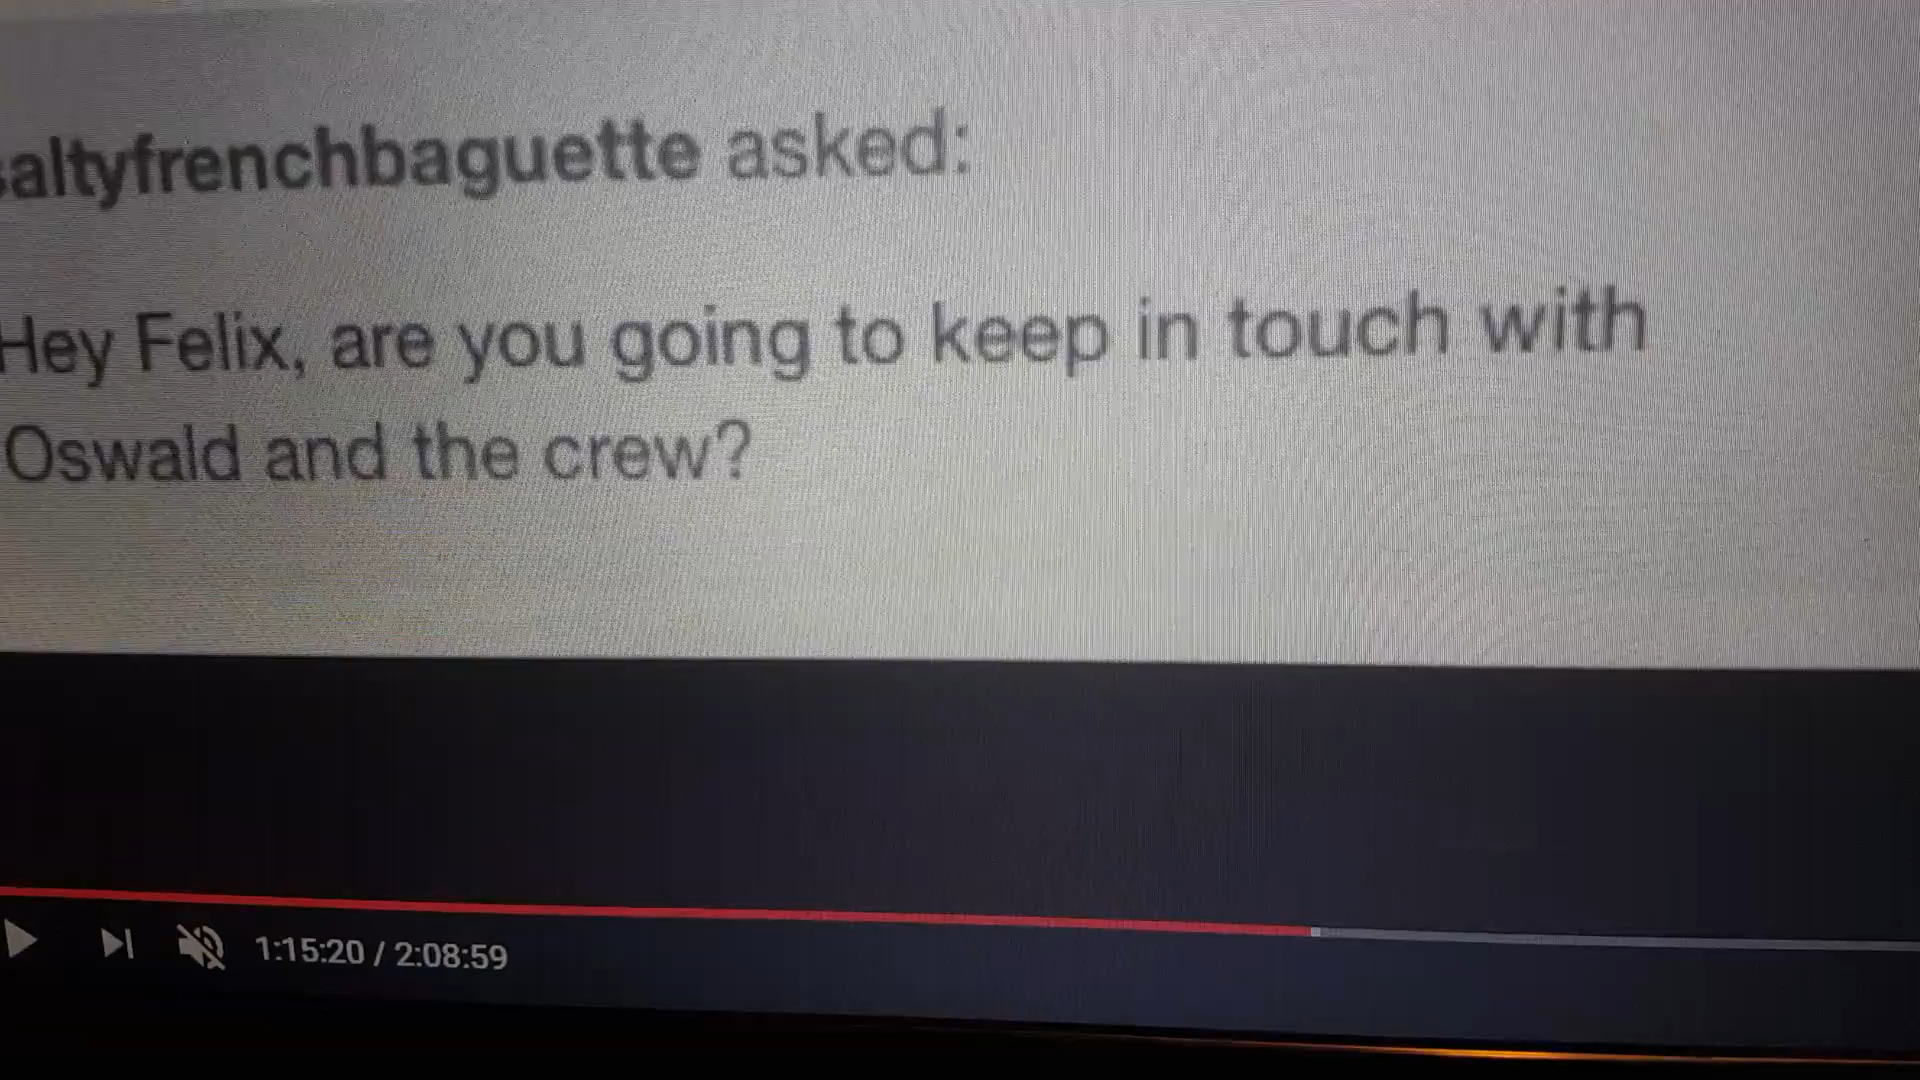 saltyfrenchbaguette asked:
Hey Felix, are you going to keep in touch with
Oswald and the crew?
1:15:20 / 2:08:59